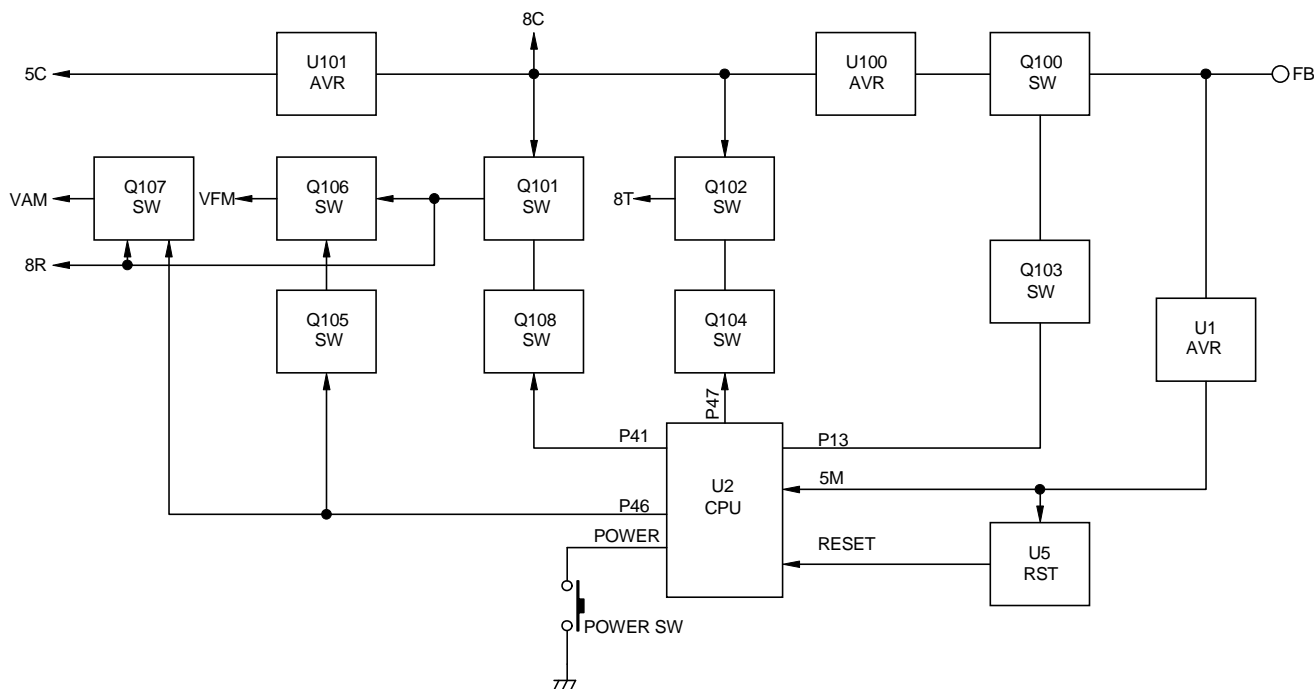 8C
5C
U101
AVR
U100
AVR
Q100
SW
FB
VAM
Q107
SW
VFM
Q106
SW
Q101
SW
8T
Q102
SW
8R
Q105
SW
Q108
SW
Q104
SW
Q103
SW
U1
AVR
P47
P41
P13
U2
CPU
5M
P46
POWER
RESET
U5
RST
POWER SW